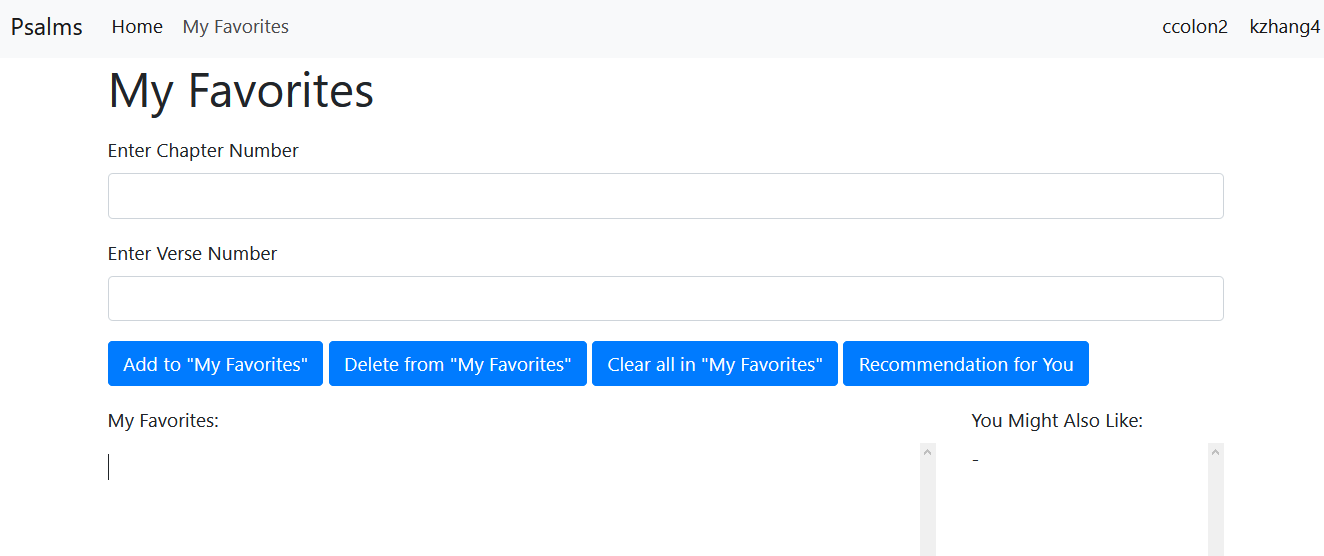 Psalms Home My Favorites ccolon2 kzhang4
My Favorites
Enter Chapter Number
Enter Verse Number
Add to "My Favorites" Delete from "My Favorites" Clear all in "My Favorites" Recommendation for You
My Favorites: You Might Also Like:
-